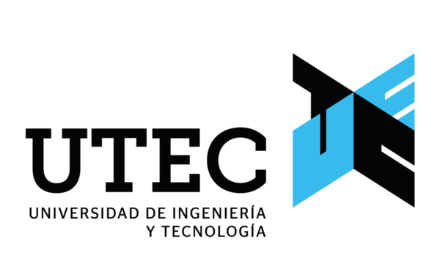 UTEC
UNIVERSIDAD DE INGENIERÍA
Y TECNOLOGÍA
T E
U C